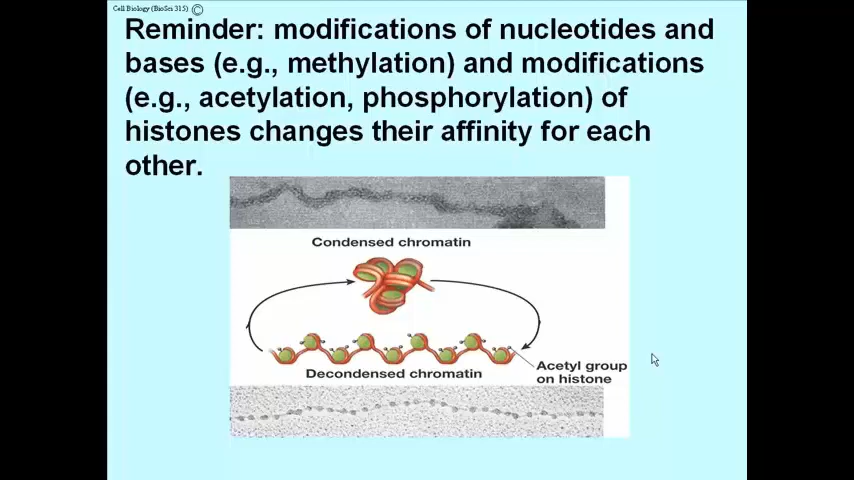 Cell Biology (BioSci 315) ©
Reminder: modifications of nucleotides and
bases (e.g., methylation) and modifications
(e.g., acetylation, phosphorylation) of
histones changes their affinity for each
other.
Condensed chromatin
Decondensed chromatin
Acetyl group
on histone